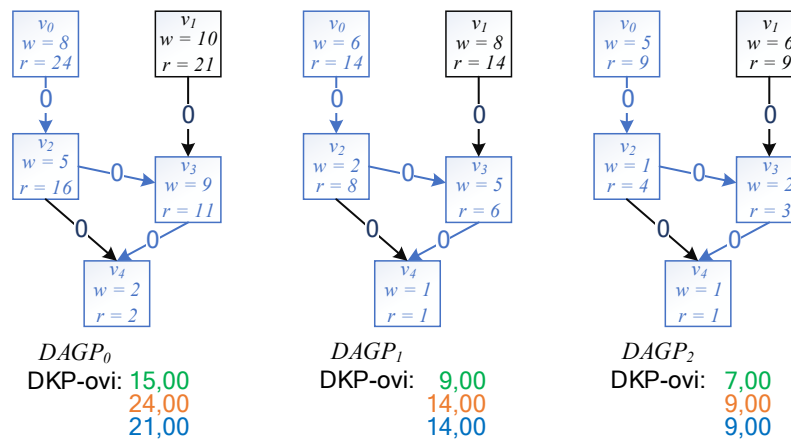 v0
w = 8
r = 24
v1
w = 10
r = 21
0
0
v2
w = 5
r = 16
0
v3
w = 9
r = 11
0
0
v4
w = 2
r = 2
DAGP0
DKP-ovi: 15,00
24,00
21,00
v0
w = 6
r = 14
v1
w = 8
r = 14
0
0
v2
w = 2
r = 8
0
v3
w = 5
r = 6
0
0
v4
w = 1
r = 1
DAGP1
DKP-ovi: 9,00
14,00
14,00
v0
w = 5
r = 9
v1
w = 6
r = 9
0
0
v2
w = 1
r = 4
0
v3
w = 2
r = 3
0
0
v4
w = 1
r = 1
DAGP2
DKP-ovi: 7,00
9,00
9,00